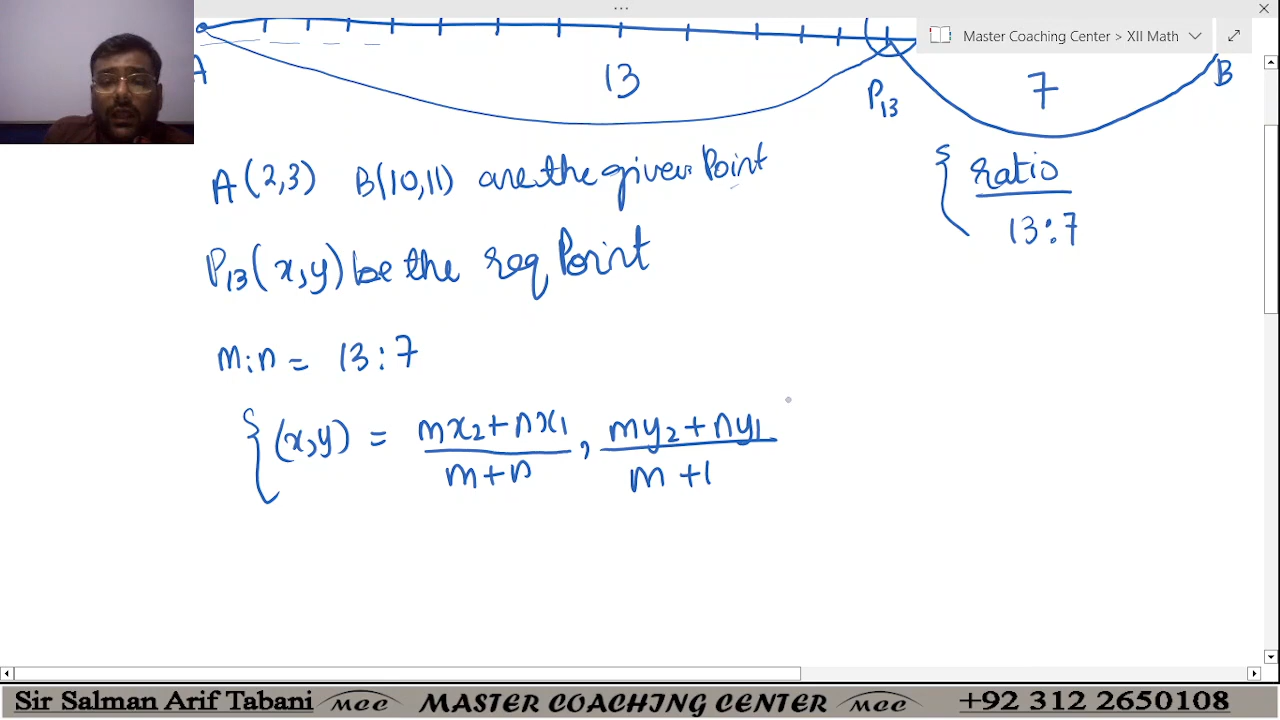 Master Coaching Center > XII Math
A 13 P13 7 B
A(2,3) B(10,11) are the given Point
{ ratio
13:7
P13(x,y) be the req Point
m:n = 13:7
{(x,y) = mx2+nx1 / m+n , my2+ny1 / m+1
Sir Salman Arif Tabani mcc MASTER COACHING CENTER mcc +92 312 2650108